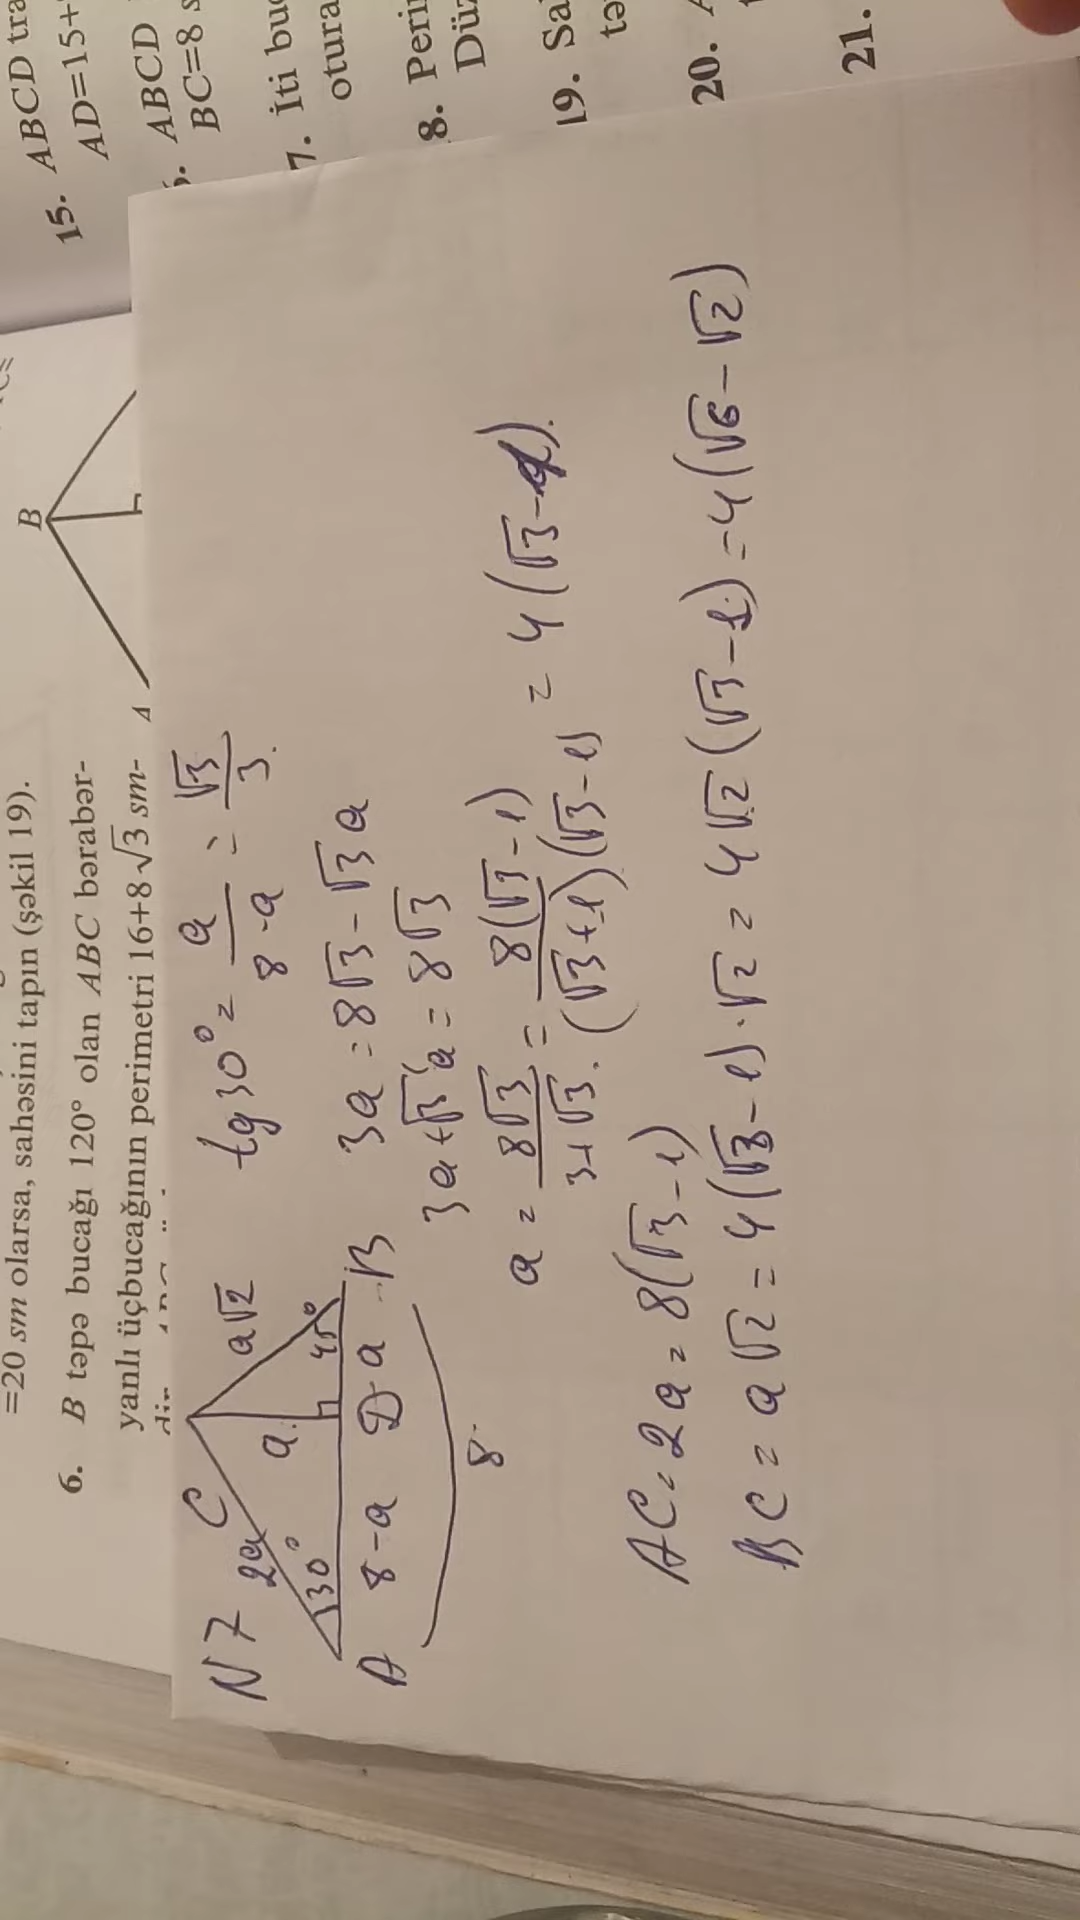 =20 sm olarsa, sahəsini tapın (şəkil 19).
6. B təpə bucağı 120° olan ABC bərabər-
yanlı üçbucağının perimetri 16+8√3 sm-
B
A
15. ABCD
AD=15+
ABCD
BC=8
7. İti
otura
8. Peri
19. Sa
tə
20.
21.
N7
C
2a
a√2
a
30°
45°
A 8-a D a B
8
tg30° = a/(8-a) = √3/3.
3a = 8√3 - √3a
3a+√3a = 8√3
a = 8√3/(3+√3) = 8(√3-1)/((√3+1)(√3-1)) = 4(√3-1).
AC = 2a = 8(√3-1)
BC = a√2 = 4(√3-1)·√2 = 4√2(√3-1) = 4(√6-√2)